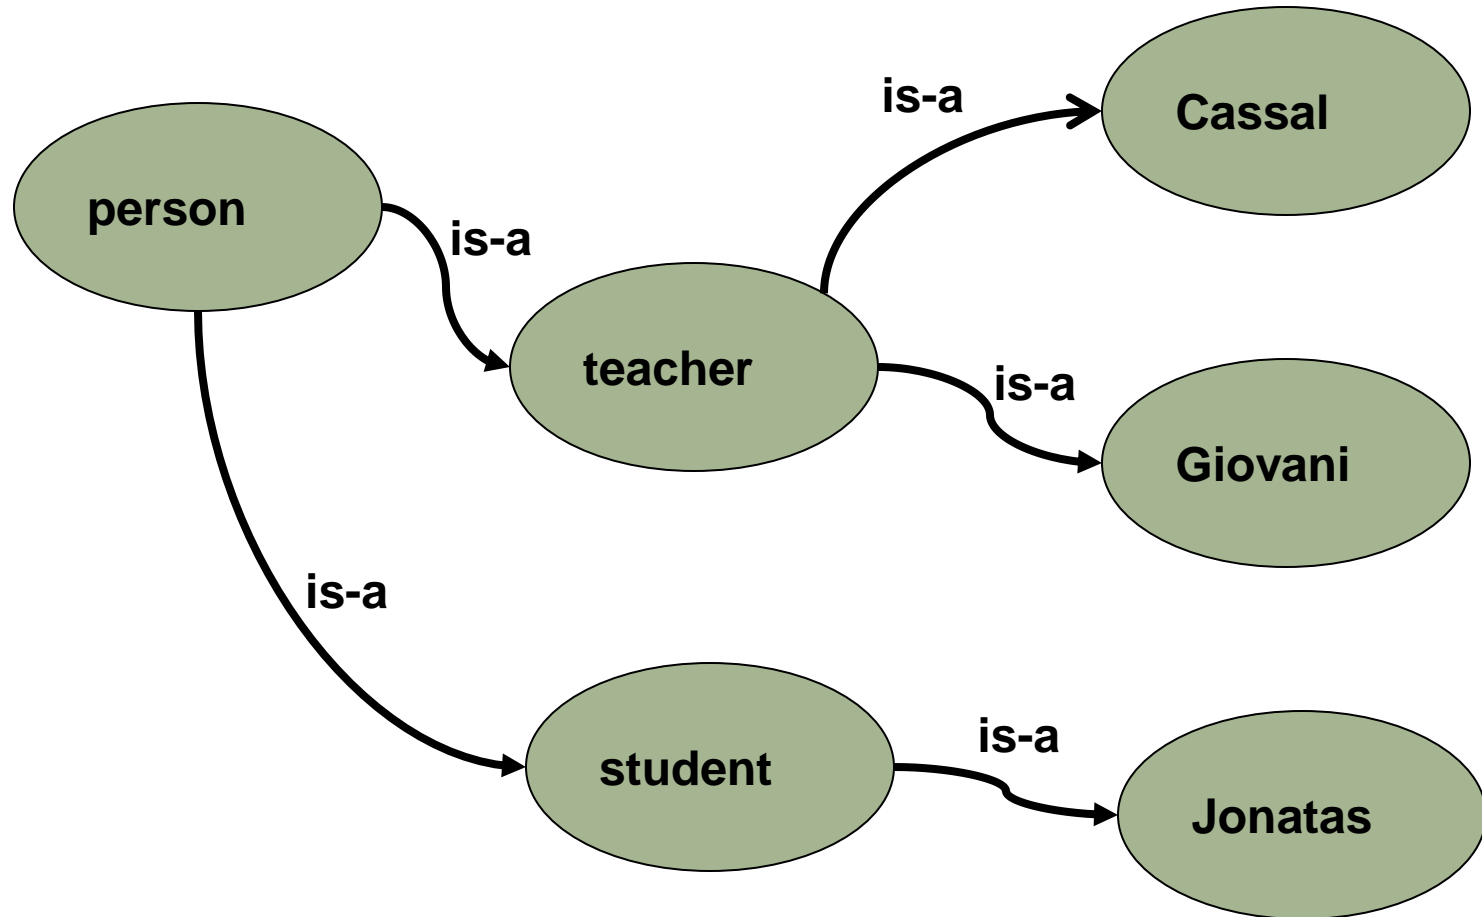 is-a
Cassal
person
is-a
teacher
is-a
Giovani
is-a
student
is-a
Jonatas